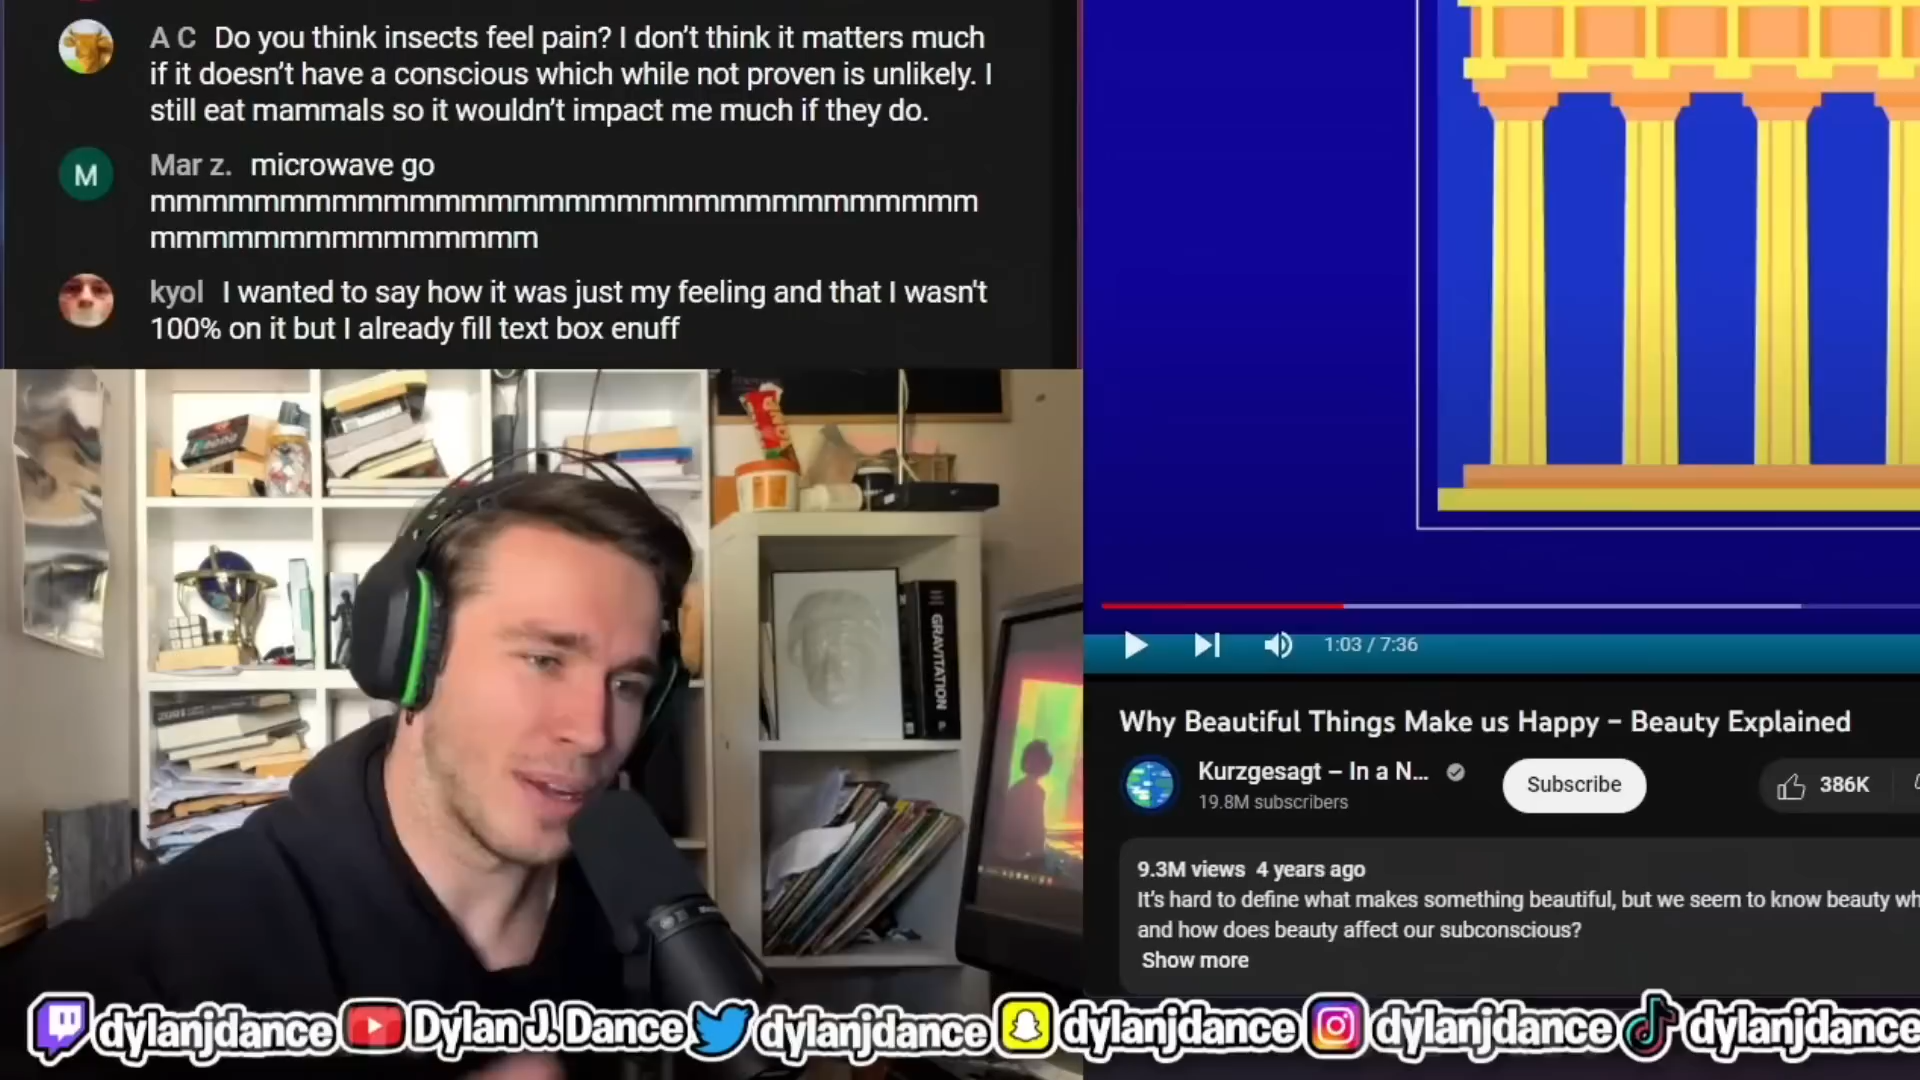 A C Do you think insects feel pain? I don't think it matters much
if it doesn't have a conscious which while not proven is unlikely. I
still eat mammals so it wouldn't impact me much if they do.
M
Mar z. microwave go
mmmmmmmmmmmmmmmmmmmmmmmmmmmmmmmm
mmmmmmmmmmmmmmm
kyol I wanted to say how it was just my feeling and that I wasn't
100% on it but I already fill text box enuff
GRAVITATION
1:03 / 7:36
Why Beautiful Things Make us Happy – Beauty Explained
Kurzgesagt – In a N...
19.8M subscribers
Subscribe
386K
9.3M views 4 years ago
It's hard to define what makes something beautiful, but we seem to know beauty wh
and how does beauty affect our subconscious?
Show more
dylanjdance Dylan J. Dance dylanjdance dylanjdance dylanjdance dylanjdance